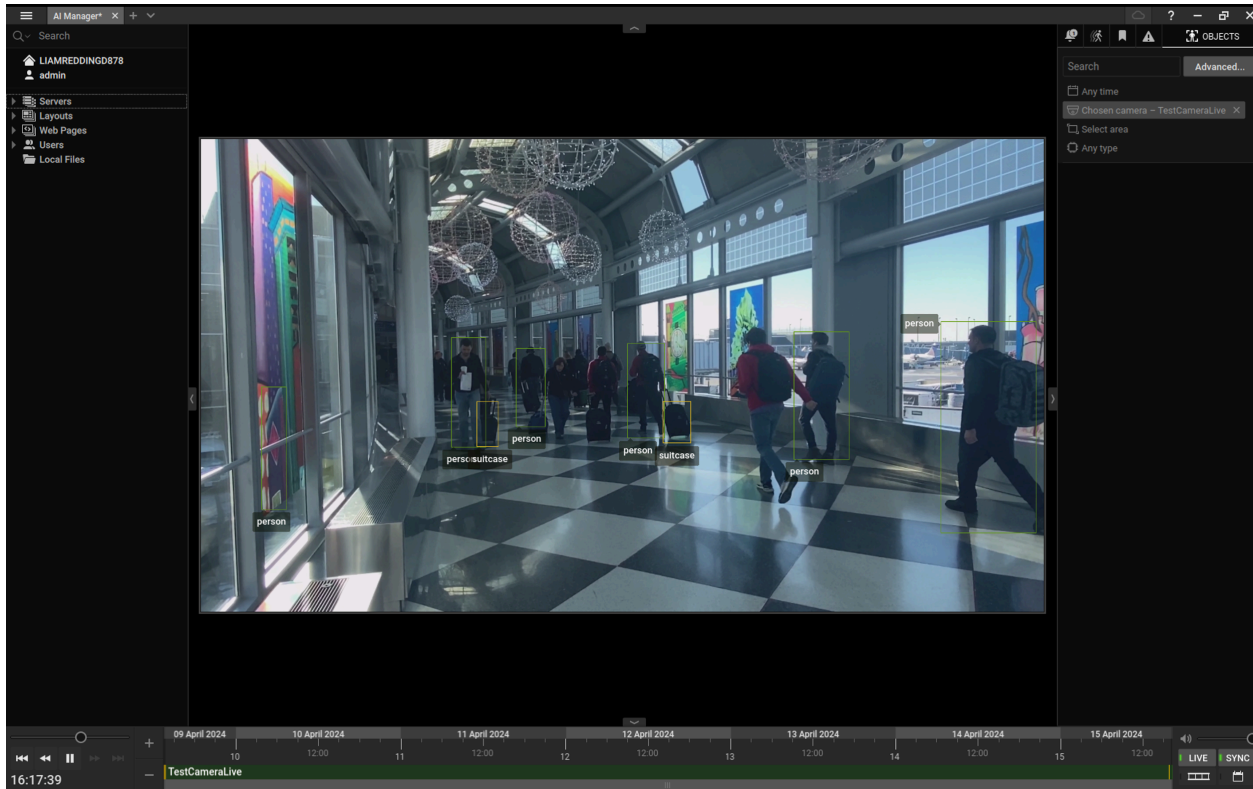 AI Manager*
Search
LIAMREDDINGD878
admin
Servers
Layouts
Web Pages
Users
Local Files
OBJECTS
Search
Advanced...
Any time
Chosen camera – TestCameraLive
Select area
Any type
person
person
person
suitcase
perso
suitcase
person
person
person
09 April 2024
10 April 2024
11 April 2024
12 April 2024
13 April 2024
14 April 2024
15 April 2024
10
12:00
11
12:00
12
12:00
13
12:00
14
12:00
15
12:00
TestCameraLive
16:17:39
LIVE
SYNC